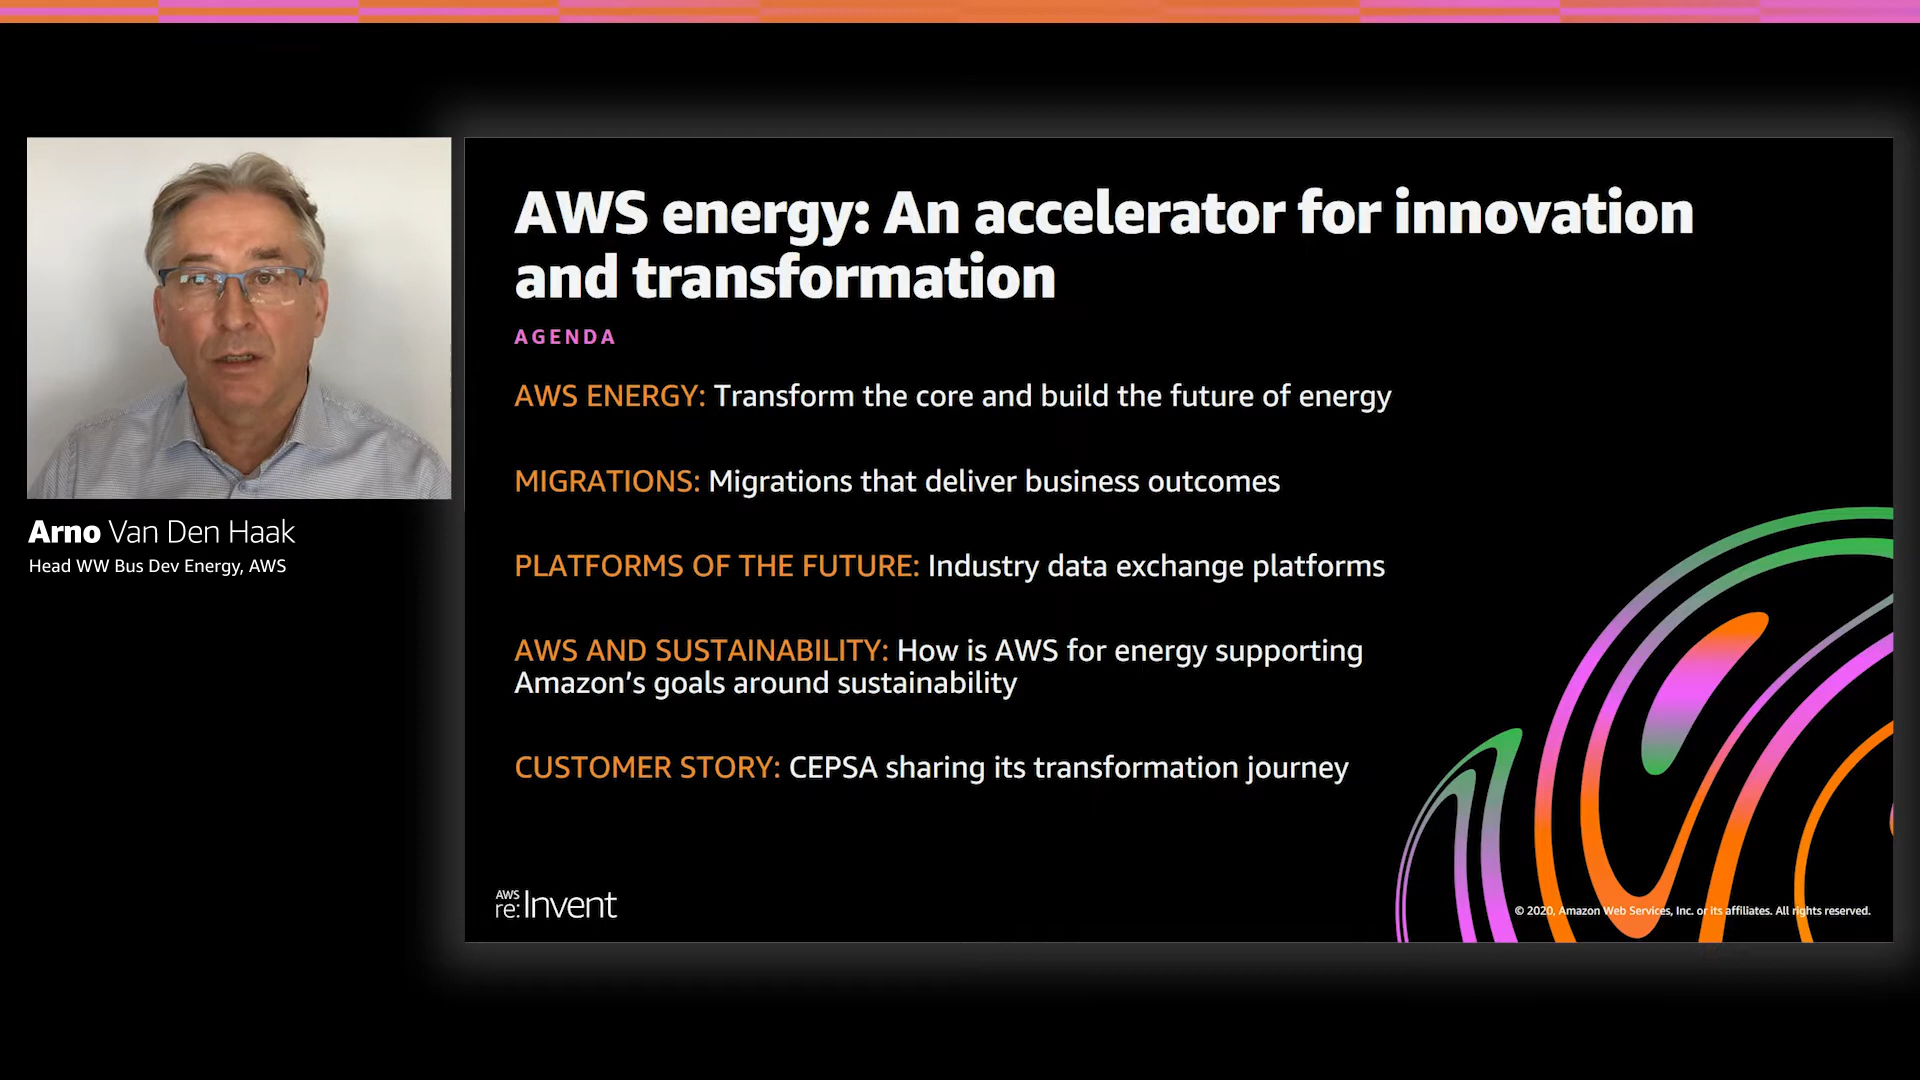 Arno Van Den Haak
Head WW Bus Dev Energy, AWS
AWS energy: An accelerator for innovation
and transformation
AGENDA
AWS ENERGY: Transform the core and build the future of energy
MIGRATIONS: Migrations that deliver business outcomes
PLATFORMS OF THE FUTURE: Industry data exchange platforms
AWS AND SUSTAINABILITY: How is AWS for energy supporting
Amazon’s goals around sustainability
CUSTOMER STORY: CEPSA sharing its transformation journey
AWS
re:Invent
© 2020, Amazon Web Services, Inc. or its affiliates. All rights reserved.